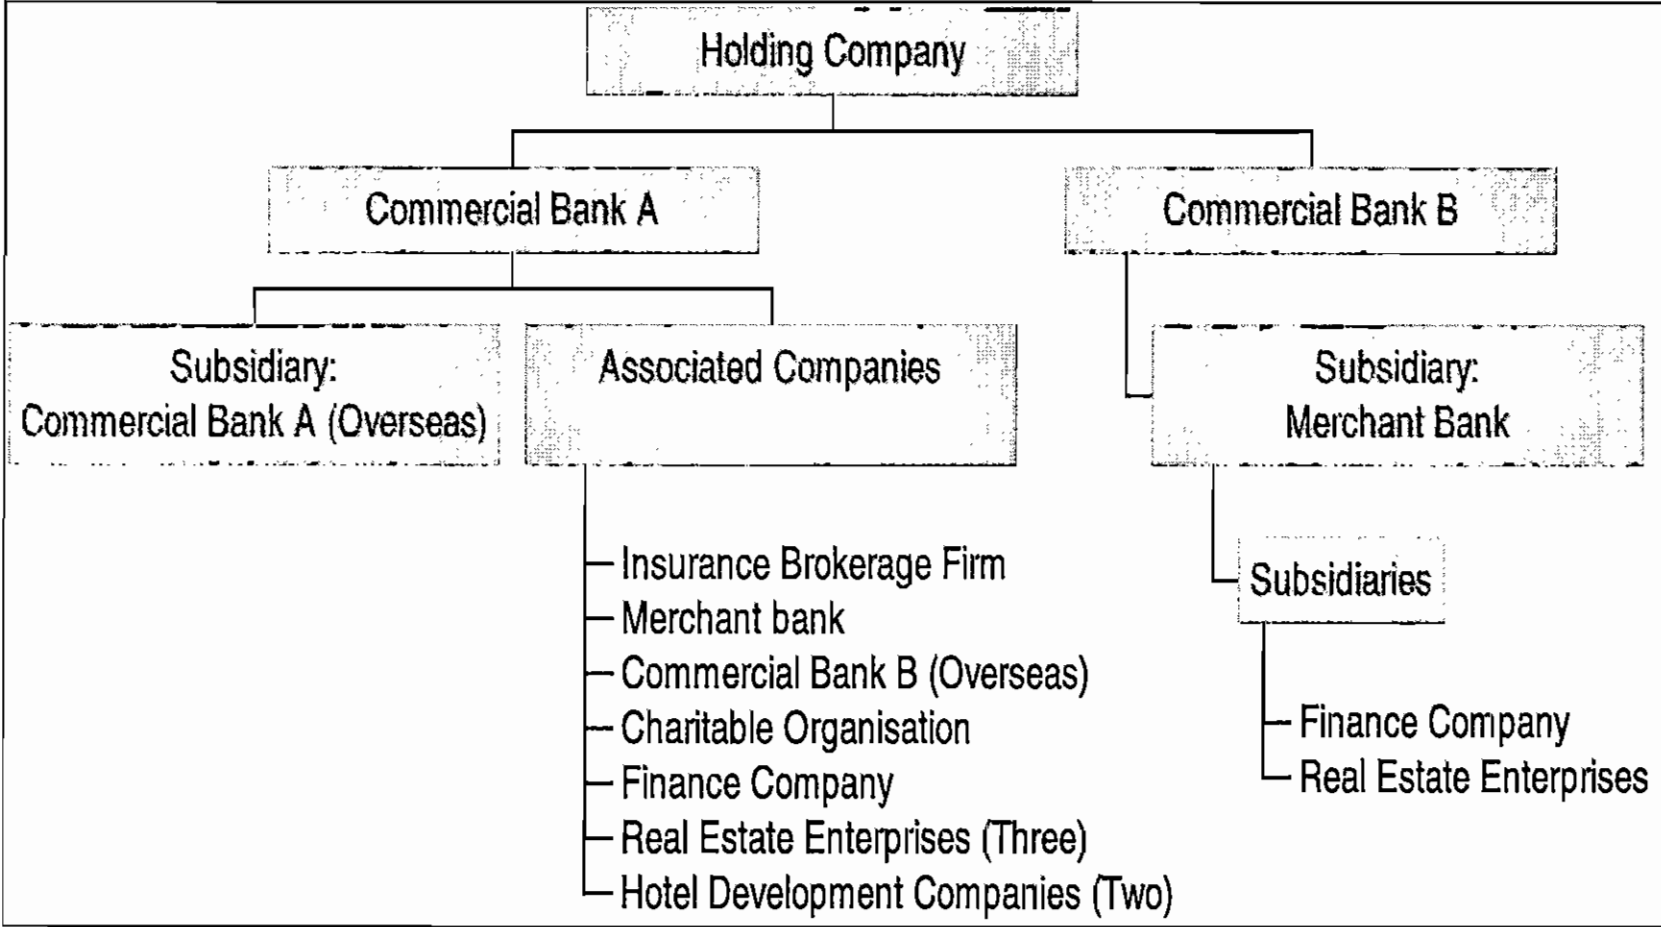 Holding Company
Commercial Bank A
Commercial Bank B
Subsidiary:
Commercial Bank A (Overseas)
Associated Companies
Subsidiary:
Merchant Bank
Insurance Brokerage Firm
Merchant bank
Commercial Bank B (Overseas)
Charitable Organisation
Finance Company
Real Estate Enterprises (Three)
Hotel Development Companies (Two)
Subsidiaries
Finance Company
Real Estate Enterprises